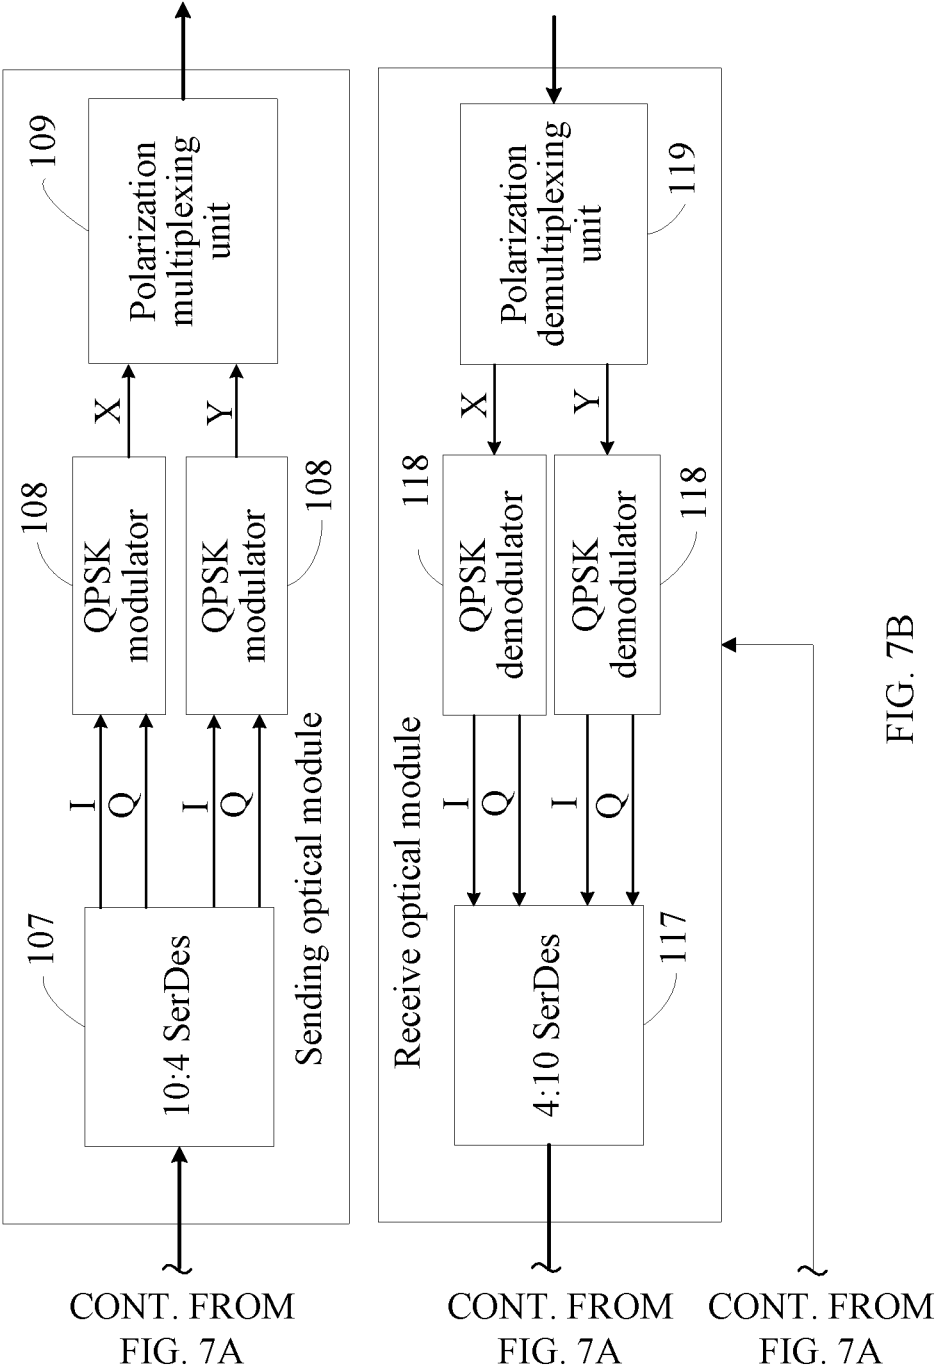 109
Polarization
multiplexing
unit
X
Y
108
QPSK
modulator
QPSK
modulator
108
I
Q
I
Q
107
10:4 SerDes
Sending optical module
CONT. FROM
FIG. 7A
Polarization
demultiplexing
unit
119
X
Y
118
QPSK
demodulator
QPSK
demodulator
118
I
Q
I
Q
Receive optical module
4:10 SerDes
117
CONT. FROM
FIG. 7A
CONT. FROM
FIG. 7A
FIG. 7B